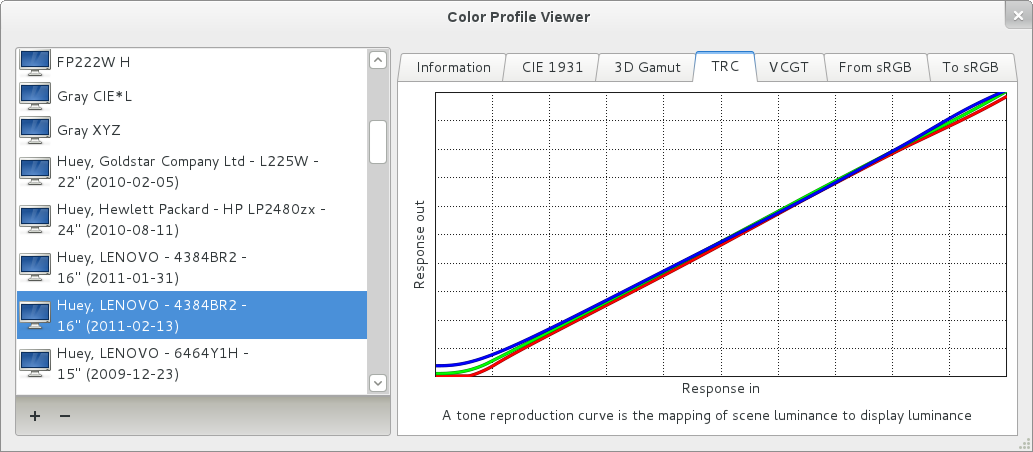 Color Profile Viewer
FP222W H
Gray CIE*L
Gray XYZ
Huey, Goldstar Company Ltd - L225W -
22" (2010-02-05)
Huey, Hewlett Packard - HP LP2480zx -
24" (2010-08-11)
Huey, LENOVO - 4384BR2 -
16" (2011-01-31)
Huey, LENOVO - 4384BR2 -
16" (2011-02-13)
Huey, LENOVO - 6464Y1H -
15" (2009-12-23)
Information CIE 1931 3D Gamut TRC VCGT From sRGB To sRGB
Response out
Response in
A tone reproduction curve is the mapping of scene luminance to display luminance